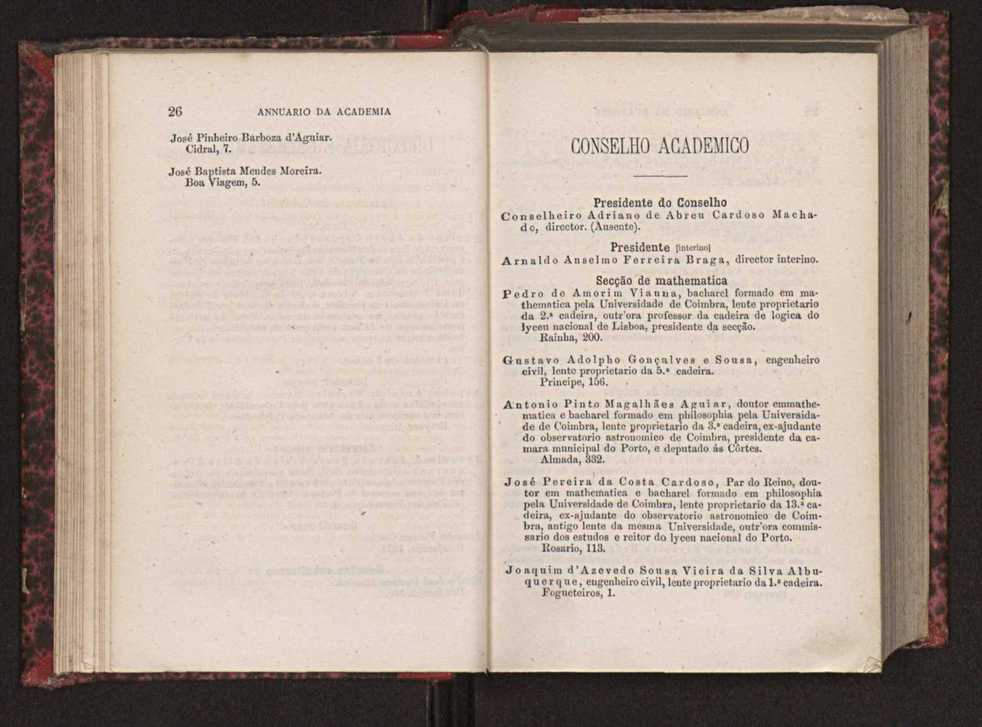 26 ANNUARIO DA ACADEMIA
José Pinheiro Barboza d'Aguiar.
Cidral, 7.
José Baptista Mendes Moreira.
Boa Viagem, 5.
CONSELHO ACADEMICO
Presidente do Conselho
Conselheiro Adriano de Abreu Cardoso Macha-
do, director. (Ausente).
Presidente [interino]
Arnaldo Anselmo Ferreira Braga, director interino.
Secção de mathematica
Pedro de Amorim Vianna, bacharel formado em ma-
thematica pela Universidade de Coimbra, lente proprietario
da 2.ª cadeira, outr'ora professor da cadeira de logica do
lyceu nacional de Lisboa, presidente da secção.
Rainha, 200.
Gustavo Adolpho Gonçalves e Sousa, engenheiro
civil, lente proprietario da 5.ª cadeira.
Principe, 156.
Antonio Pinto Magalhães Aguiar, doutor emmathe-
matica e bacharel formado em philosophia pela Universida-
de de Coimbra, lente proprietario da 3.ª cadeira, ex-ajudante
do observatorio astronomico de Coimbra, presidente da ca-
mara municipal do Porto, e deputado ás Côrtes.
Almada, 332.
José Pereira da Costa Cardoso, Par do Reino, dou-
tor em mathematica e bacharel formado em philosophia
pela Universidade de Coimbra, lente proprietario da 13.ª ca-
deira, ex-ajudante do observatorio astronomico de Coim-
bra, antigo lente da mesma Universidade, outr'ora commis-
sario dos estudos e reitor do lyceu nacional do Porto.
Rosario, 113.
Joaquim d'Azevedo Sousa Vieira da Silva Albu-
querque, engenheiro civil, lente proprietario da 1.ª cadeira.
Fogueteiros, 1.